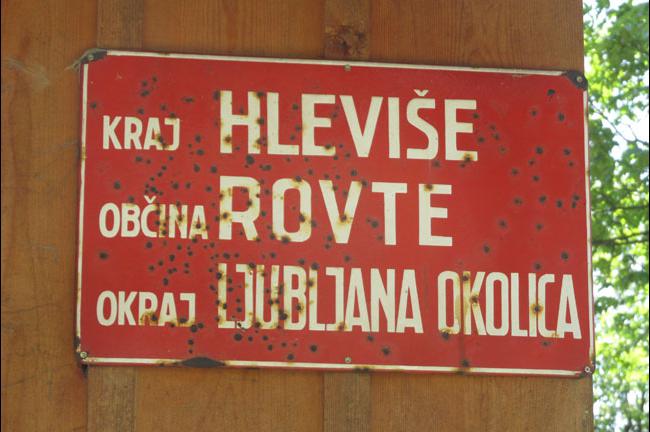 KRAJ HLEVIŠE
OBČINA ROVTE
OKRAJ LJUBLJANA OKOLICA